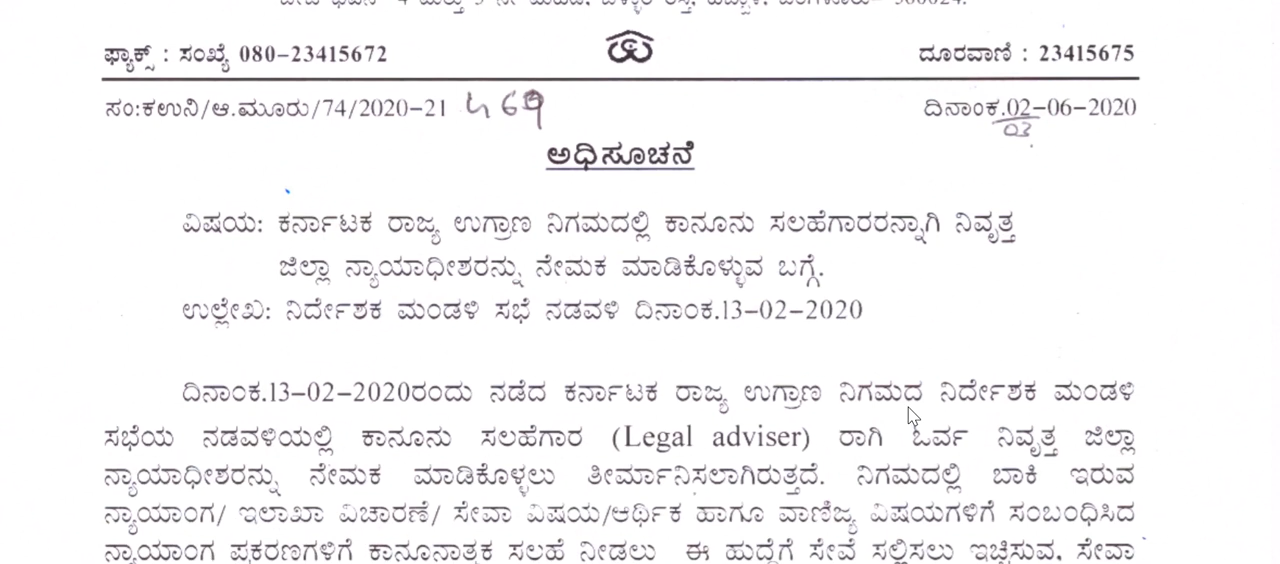 ಫ್ಯಾಕ್ಸ್ : ಸಂಖ್ಯೆ 080-23415672 ದೂರವಾಣಿ : 23415675
ಸಂ:ಕಉನಿ/ಆ.ಮೂರು/74/2020-21 469 ದಿನಾಂಕ.02-06-2020
03
ಅಧಿಸೂಚನೆ
ವಿಷಯ: ಕರ್ನಾಟಕ ರಾಜ್ಯ ಉಗ್ರಾಣ ನಿಗಮದಲ್ಲಿ ಕಾನೂನು ಸಲಹೆಗಾರರನ್ನಾಗಿ ನಿವೃತ್ತ
ಜಿಲ್ಲಾ ನ್ಯಾಯಾಧೀಶರನ್ನು ನೇಮಕ ಮಾಡಿಕೊಳ್ಳುವ ಬಗ್ಗೆ.
ಉಲ್ಲೇಖ: ನಿರ್ದೇಶಕ ಮಂಡಳಿ ಸಭೆ ನಡವಳಿ ದಿನಾಂಕ.13-02-2020
ದಿನಾಂಕ.13-02-2020ರಂದು ನಡೆದ ಕರ್ನಾಟಕ ರಾಜ್ಯ ಉಗ್ರಾಣ ನಿಗಮದ ನಿರ್ದೇಶಕ ಮಂಡಳಿ
ಸಭೆಯ ನಡವಳಿಯಲ್ಲಿ ಕಾನೂನು ಸಲಹೆಗಾರ (Legal adviser) ರಾಗಿ ಓರ್ವ ನಿವೃತ್ತ ಜಿಲ್ಲಾ
ನ್ಯಾಯಾಧೀಶರನ್ನು ನೇಮಕ ಮಾಡಿಕೊಳ್ಳಲು ತೀರ್ಮಾನಿಸಲಾಗಿರುತ್ತದೆ. ನಿಗಮದಲ್ಲಿ ಬಾಕಿ ಇರುವ
ನ್ಯಾಯಾಂಗ/ ಇಲಾಖಾ ವಿಚಾರಣೆ/ ಸೇವಾ ವಿಷಯ/ಆರ್ಥಿಕ ಹಾಗೂ ವಾಣಿಜ್ಯ ವಿಷಯಗಳಿಗೆ ಸಂಬಂಧಿಸಿದ
ನ್ಯಾಯಾಂಗ ಪ್ರಕರಣಗಳಿಗೆ ಕಾನೂನಾತ್ಮಕ ಸಲಹೆ ನೀಡಲು ಈ ಹುದ್ದೆಗೆ ಸೇವೆ ಸಲ್ಲಿಸಲು ಇಚ್ಛಿಸುವ, ಸೇವಾ